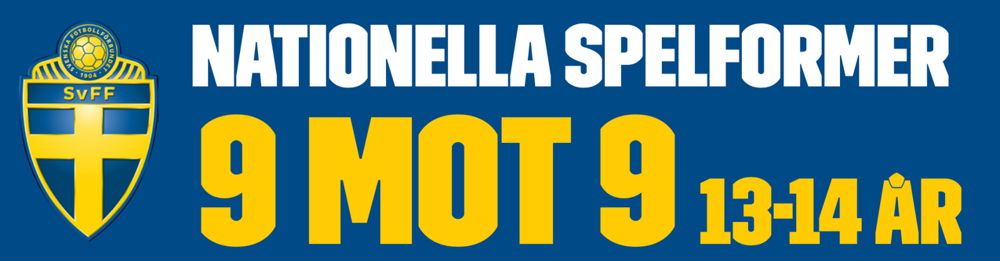 SVENSKA FOTBOLLFÖRBUNDET
· 1904 ·
SvFF
NATIONELLA SPELFORMER
9 MOT 9 13-14 ÅR